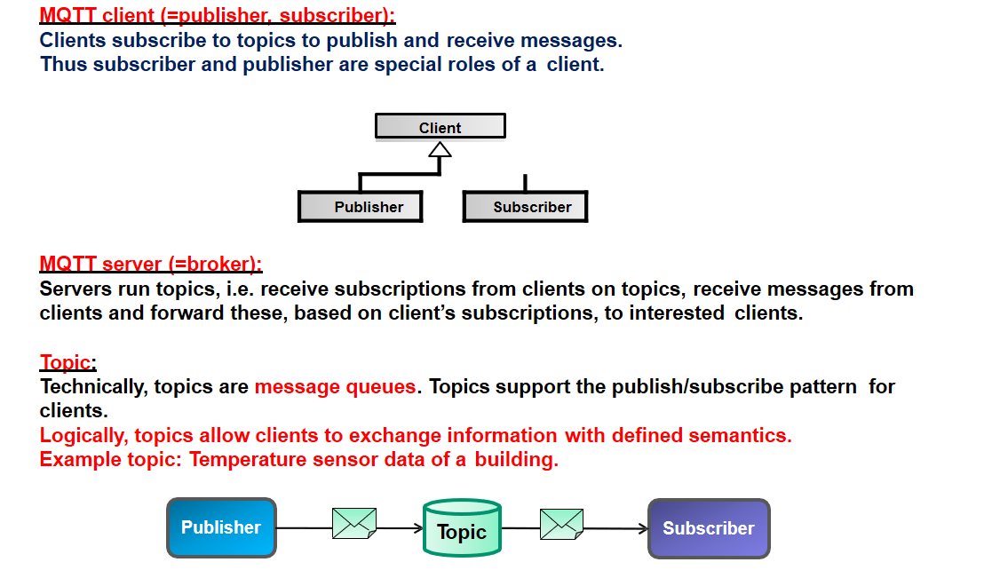 MQTT client (=publisher, subscriber):
Clients subscribe to topics to publish and receive messages.
Thus subscriber and publisher are special roles of a client.
Client
Publisher
Subscriber
MQTT server (=broker):
Servers run topics, i.e. receive subscriptions from clients on topics, receive messages from
clients and forward these, based on client’s subscriptions, to interested clients.
Topic:
Technically, topics are message queues. Topics support the publish/subscribe pattern for
clients.
Logically, topics allow clients to exchange information with defined semantics.
Example topic: Temperature sensor data of a building.
Publisher
Topic
Subscriber